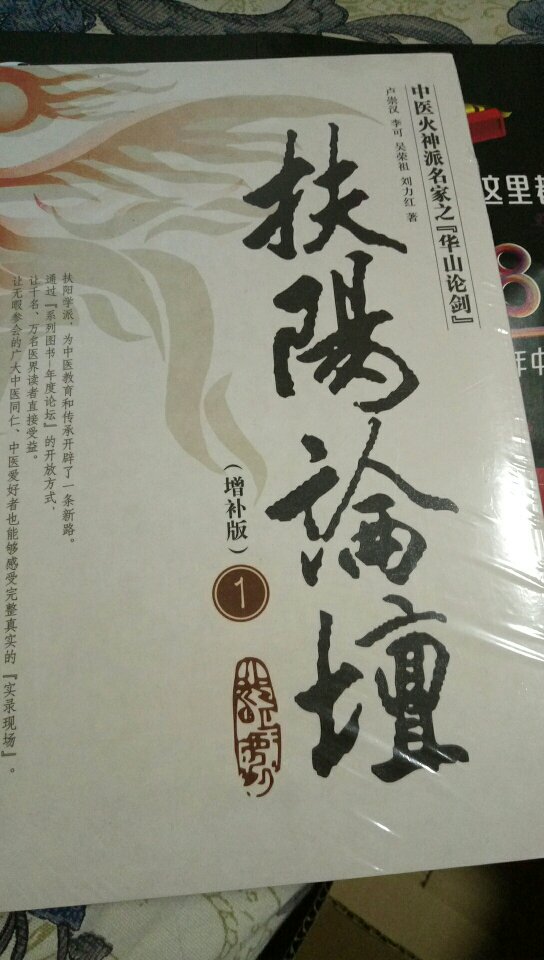 中医火神派名家之『华山论剑』
卢崇汉 李可 吴荣祖 刘力红 著
扶陽論壇
（增补版）
1
扶阳学派，为中医教育和传承开辟了一条新路。
通过『系列图书—年度论坛』的开放方式、
让千名、万名医界读者直接受益。
让无暇参会的广大中医同仁、中医爱好者也能够感受完整真实的『实录现场』。
这里都
8
年中